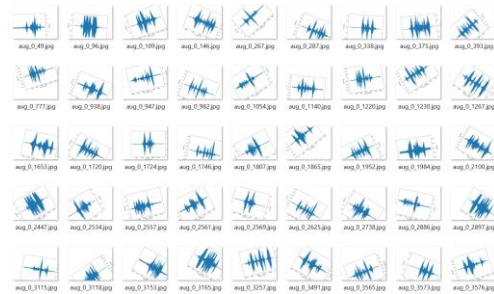 aug_0_49.jpg aug_0_96.jpg aug_0_109.jpg aug_0_146.jpg aug_0_267.jpg aug_0_287.jpg aug_0_338.jpg aug_0_375.jpg aug_0_393.jpg
aug_0_777.jpg aug_0_938.jpg aug_0_947.jpg aug_0_982.jpg aug_0_1054.jpg aug_0_1140.jpg aug_0_1220.jpg aug_0_1230.jpg aug_0_1267.jpg
aug_0_1653.jpg aug_0_1720.jpg aug_0_1724.jpg aug_0_1746.jpg aug_0_1807.jpg aug_0_1865.jpg aug_0_1952.jpg aug_0_1984.jpg aug_0_2100.jpg
aug_0_2447.jpg aug_0_2534.jpg aug_0_2557.jpg aug_0_2561.jpg aug_0_2569.jpg aug_0_2625.jpg aug_0_2738.jpg aug_0_2886.jpg aug_0_2897.jpg
aug_0_3115.jpg aug_0_3118.jpg aug_0_3153.jpg aug_0_3165.jpg aug_0_3257.jpg aug_0_3491.jpg aug_0_3565.jpg aug_0_3573.jpg aug_0_3576.jpg